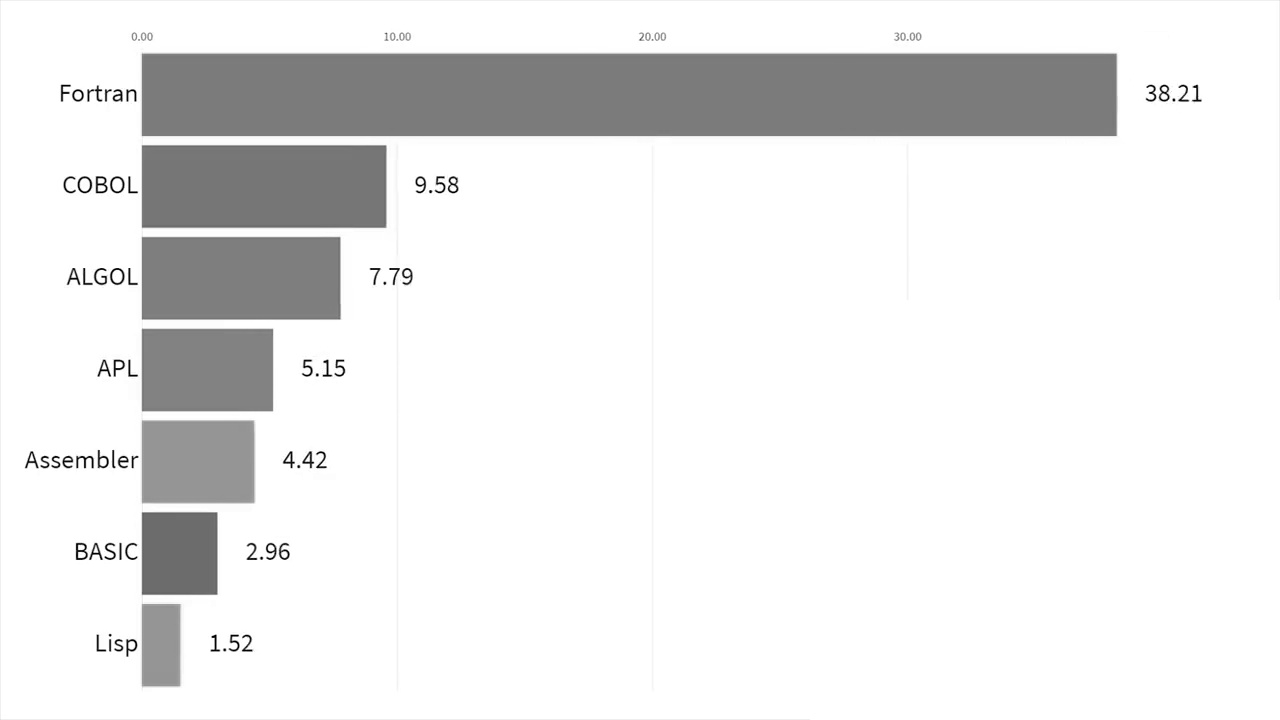 0.00 10.00 20.00 30.00
Fortran 38.21
COBOL 9.58
ALGOL 7.79
APL 5.15
Assembler 4.42
BASIC 2.96
Lisp 1.52